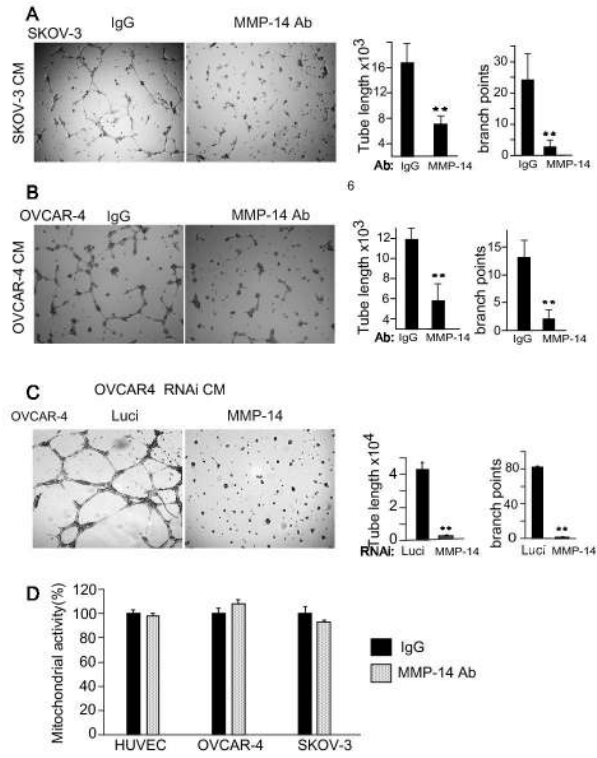 A
SKOV-3 IgG MMP-14 Ab
SKOV-3 CM
Tube length x10³
16
12
8
4
Ab: IgG MMP-14
**
branch points
30
20
10
0
IgG MMP-14
**
6
B
OVCAR-4 IgG MMP-14 Ab
OVCAR-4 CM
Tube length x10³
12
10
8
6
4
Ab: IgG MMP-14
**
branch points
15
10
5
0
IgG MMP-14
**
C
OVCAR4 RNAi CM
OVCAR-4 Luci MMP-14
Tube length x10⁴
4
2
0
RNAi: Luci MMP-14
**
branch points
80
40
0
Luci MMP-14
**
D
Mitochondrial activity(%)
120
100
80
60
40
20
0
HUVEC OVCAR-4 SKOV-3
IgG
MMP-14 Ab